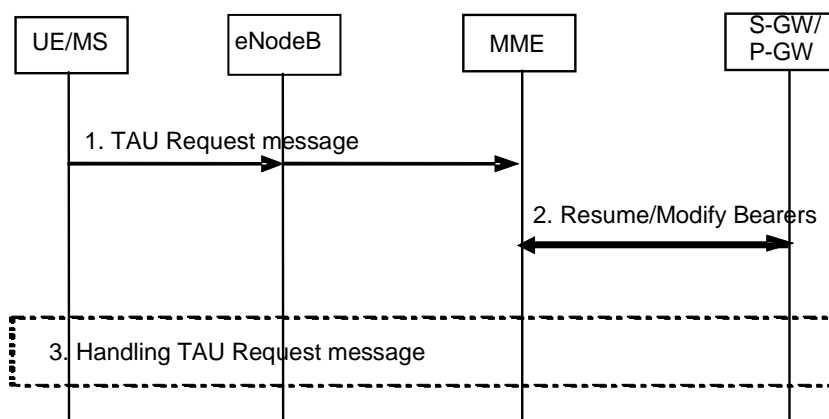 UE/MS
eNodeB
MME
S-GW/
P-GW
1. TAU Request message
2. Resume/Modify Bearers
3. Handling TAU Request message